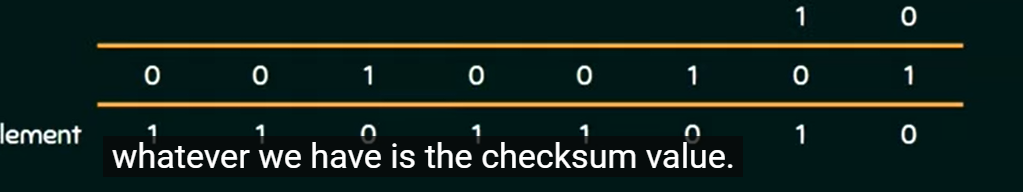 1 0
0 0 1 0 0 1 0 1
lement 1 1 0 1 1 0 1 0
whatever we have is the checksum value.